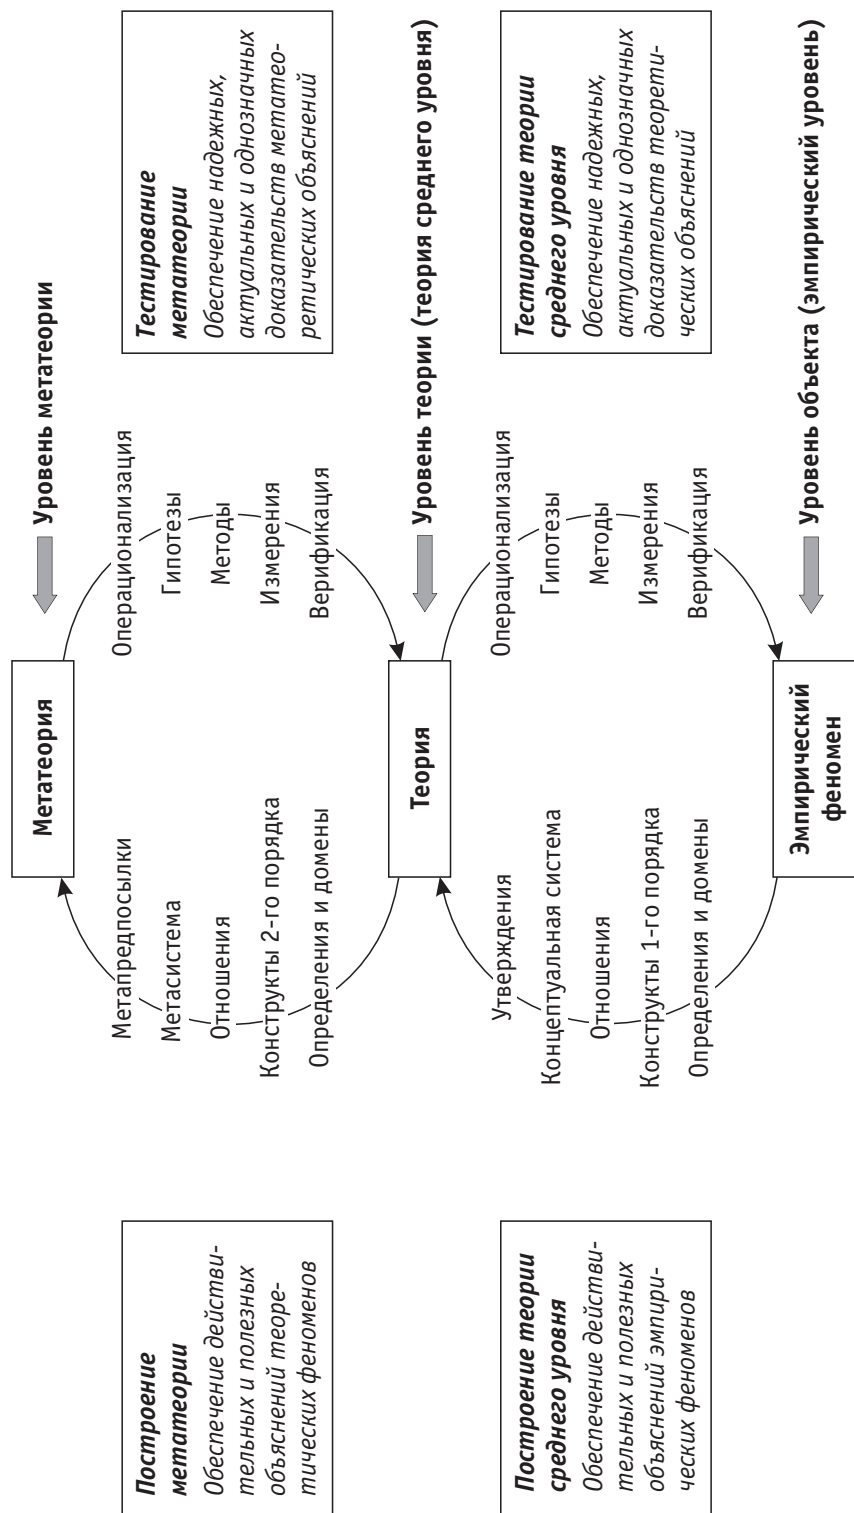 Построение
метатеории
Обеспечение действи-
тельных и полезных
объяснений теоре-
тических феноменов
Метапредпосылки
Метасистема
Отношения
Конструкты 2-го порядка
Определения и домены
Метатеория
Операционализация
Гипотезы
Методы
Измерения
Верификация
Уровень метатеории
Тестирование
метатеории
Обеспечение надежных,
актуальных и однозначных
доказательств метатео-
ретических объяснений
Теория
Уровень теории (теория среднего уровня)
Построение теории
среднего уровня
Обеспечение действи-
тельных и полезных
объяснений эмпири-
ческих феноменов
Утверждения
Концептуальная система
Отношения
Конструкты 1-го порядка
Определения и домены
Операционализация
Гипотезы
Методы
Измерения
Верификация
Тестирование теории
среднего уровня
Обеспечение надежных,
актуальных и однозначных
доказательств теорети-
ческих объяснений
Эмпирический
феномен
Уровень объекта (эмпирический уровень)